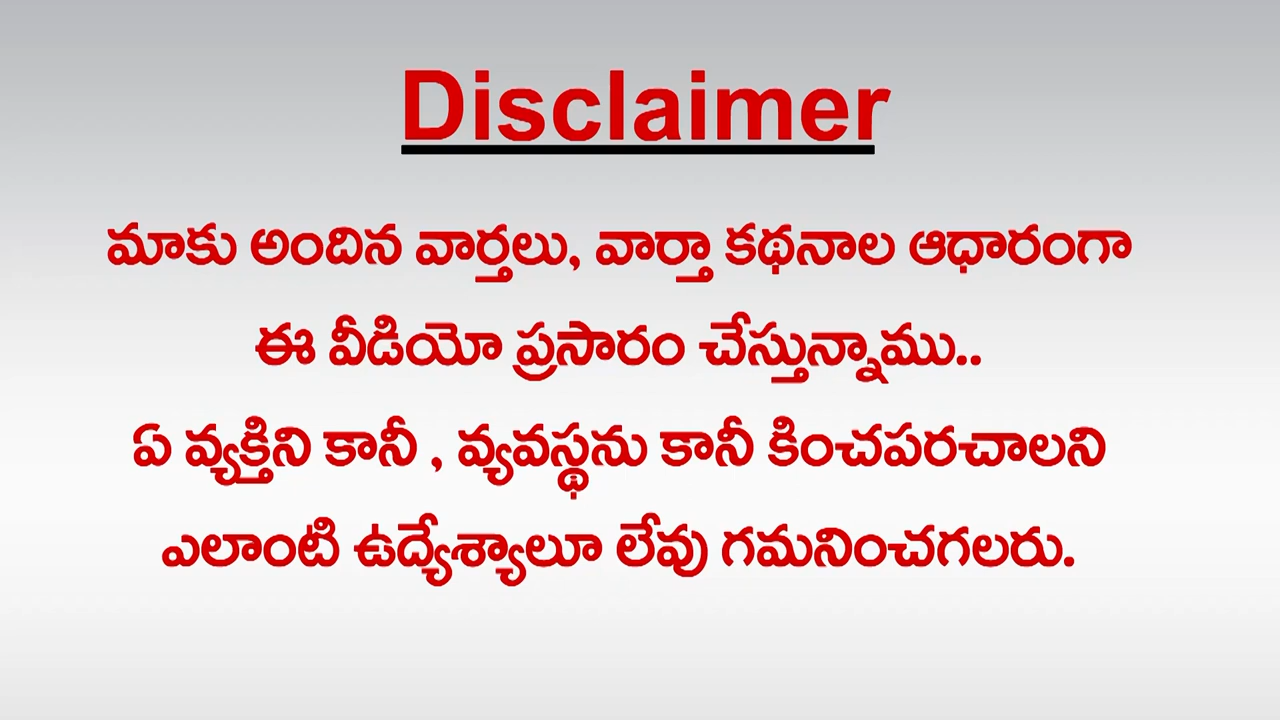 Disclaimer
మాకు అందిన వార్తలు, వార్తా కథనాల ఆధారంగా
ఈ వీడియో ప్రసారం చేస్తున్నాము..
ఏ వ్యక్తిని కానీ , వ్యవస్థను కానీ కించపరచాలని
ఎలాంటి ఉద్యేశ్యాలూ లేవు గమనించగలరు.